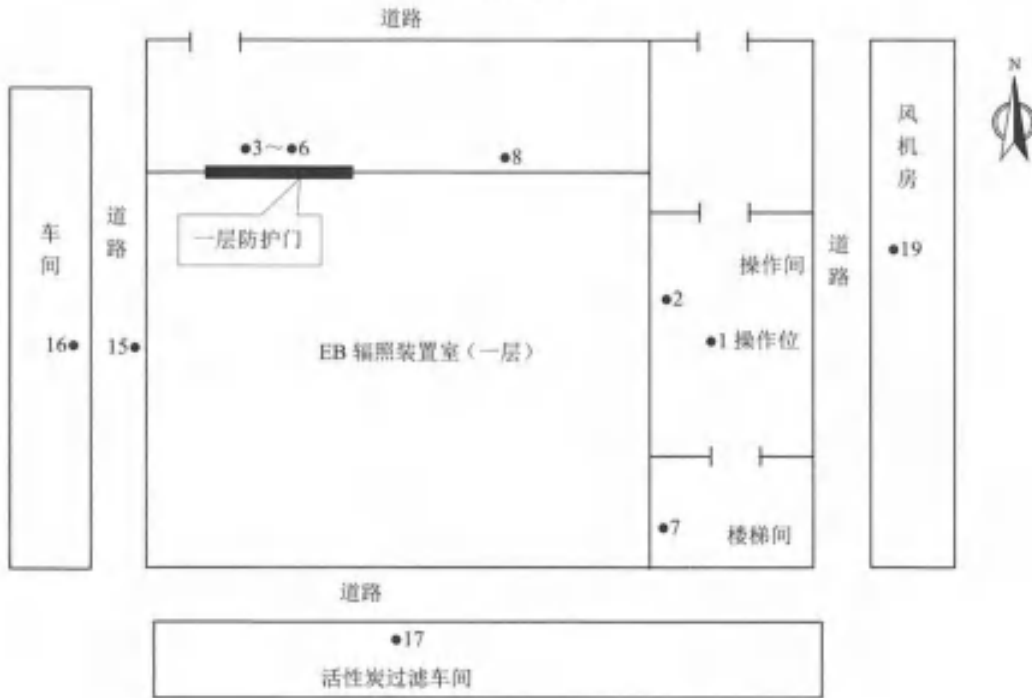 道路
N
风机房
●3～●6
●8
道路
车间
一层防护门
●19
操作间
道路
●2
16●
15●
EB 辐照装置室（一层）
●1 操作位
●7
楼梯间
道路
●17
活性炭过滤车间